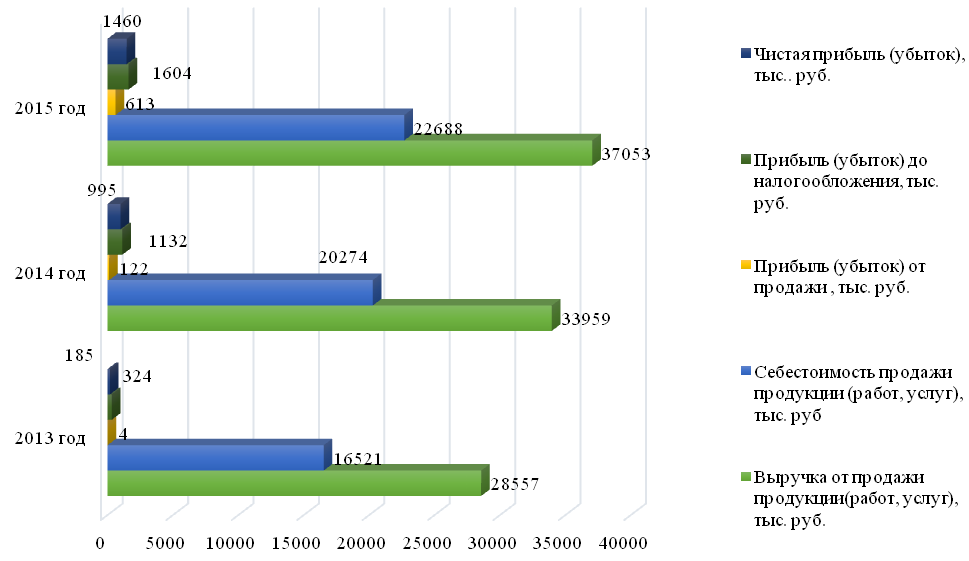 1460
1604
2015 год
613
22688
37053
995
1132
20274
2014 год
122
33959
185
324
2013 год
4
16521
28557
0 5000 10000 15000 20000 25000 30000 35000 40000
Чистая прибыль (убыток),
тыс.. руб.
Прибыль (убыток) до
налогообложения, тыс.
руб.
Прибыль (убыток) от
продажи , тыс. руб.
Себестоимость продажи
продукции (работ, услуг),
тыс. руб
Выручка от продажи
продукции(работ, услуг),
тыс. руб.